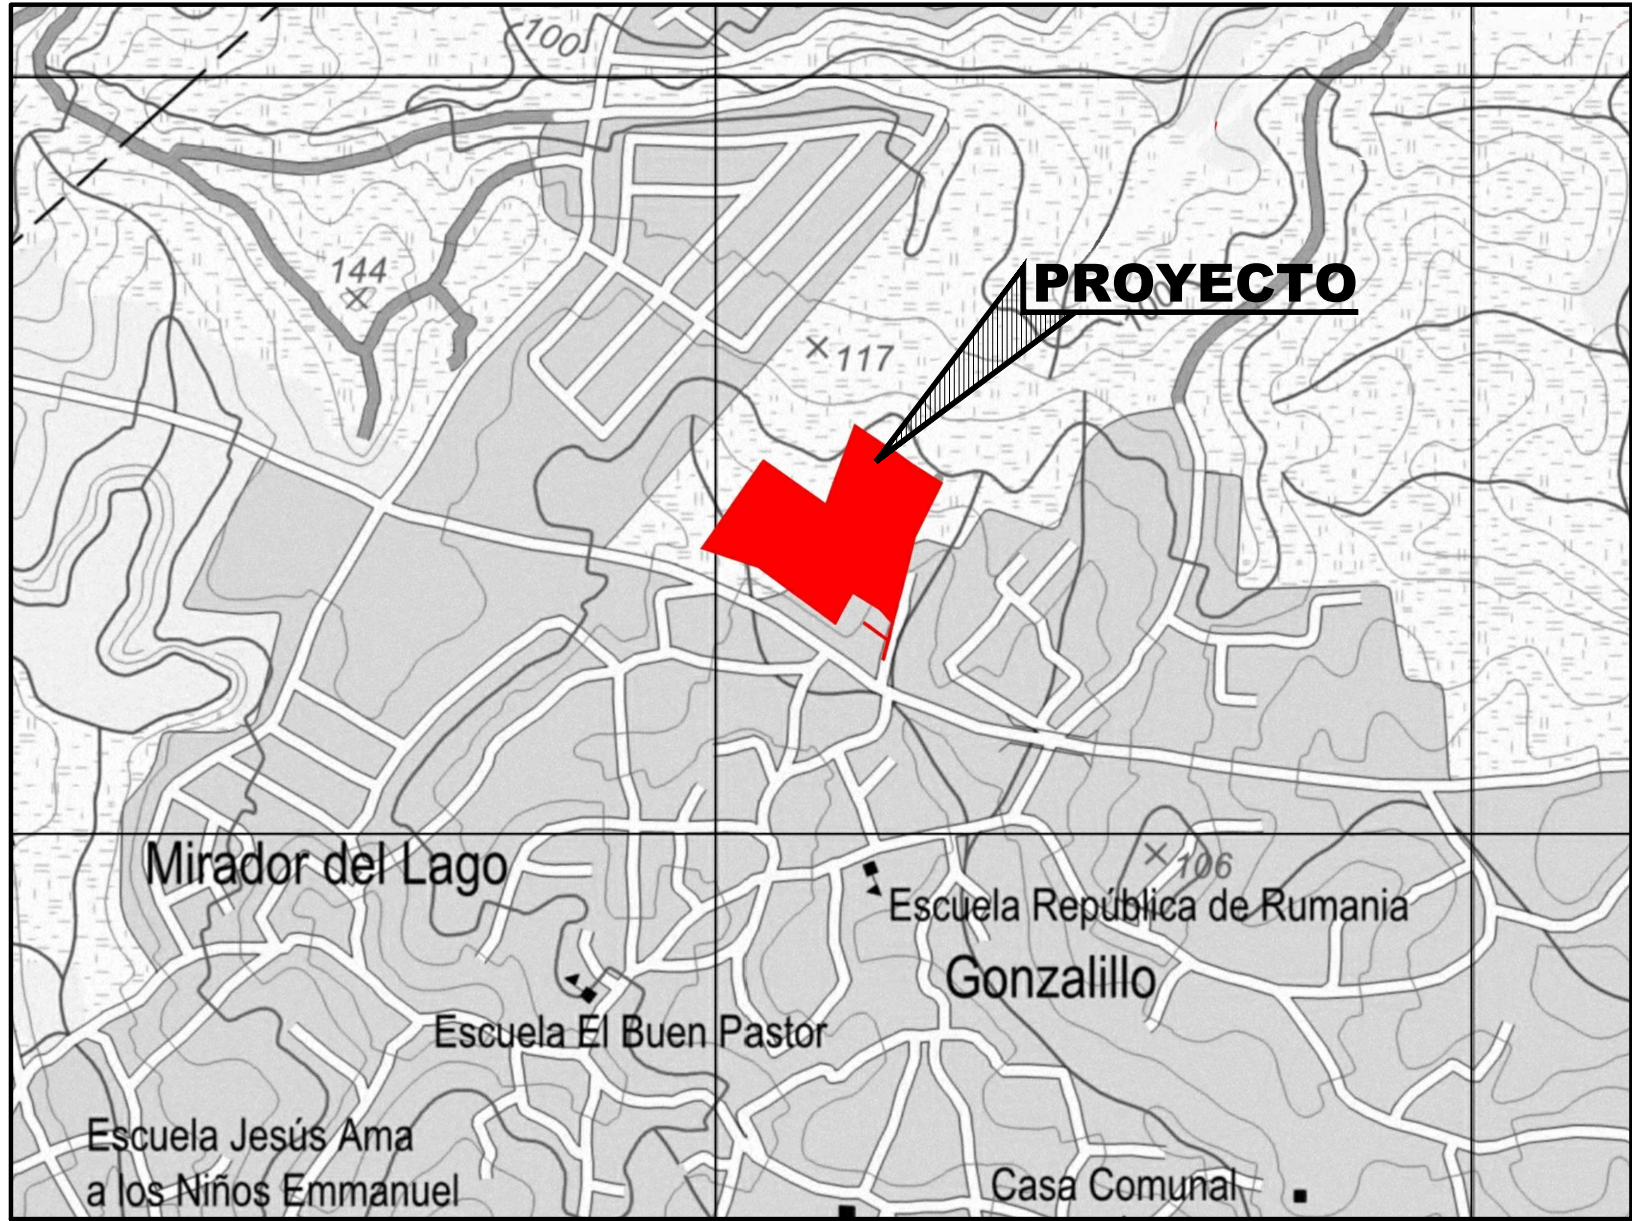 100
144
PROYECTO
100
117
106
Mirador del Lago
Escuela República de Rumania
Gonzalillo
Escuela El Buen Pastor
Escuela Jesús Ama
a los Niños Emmanuel
Casa Comunal